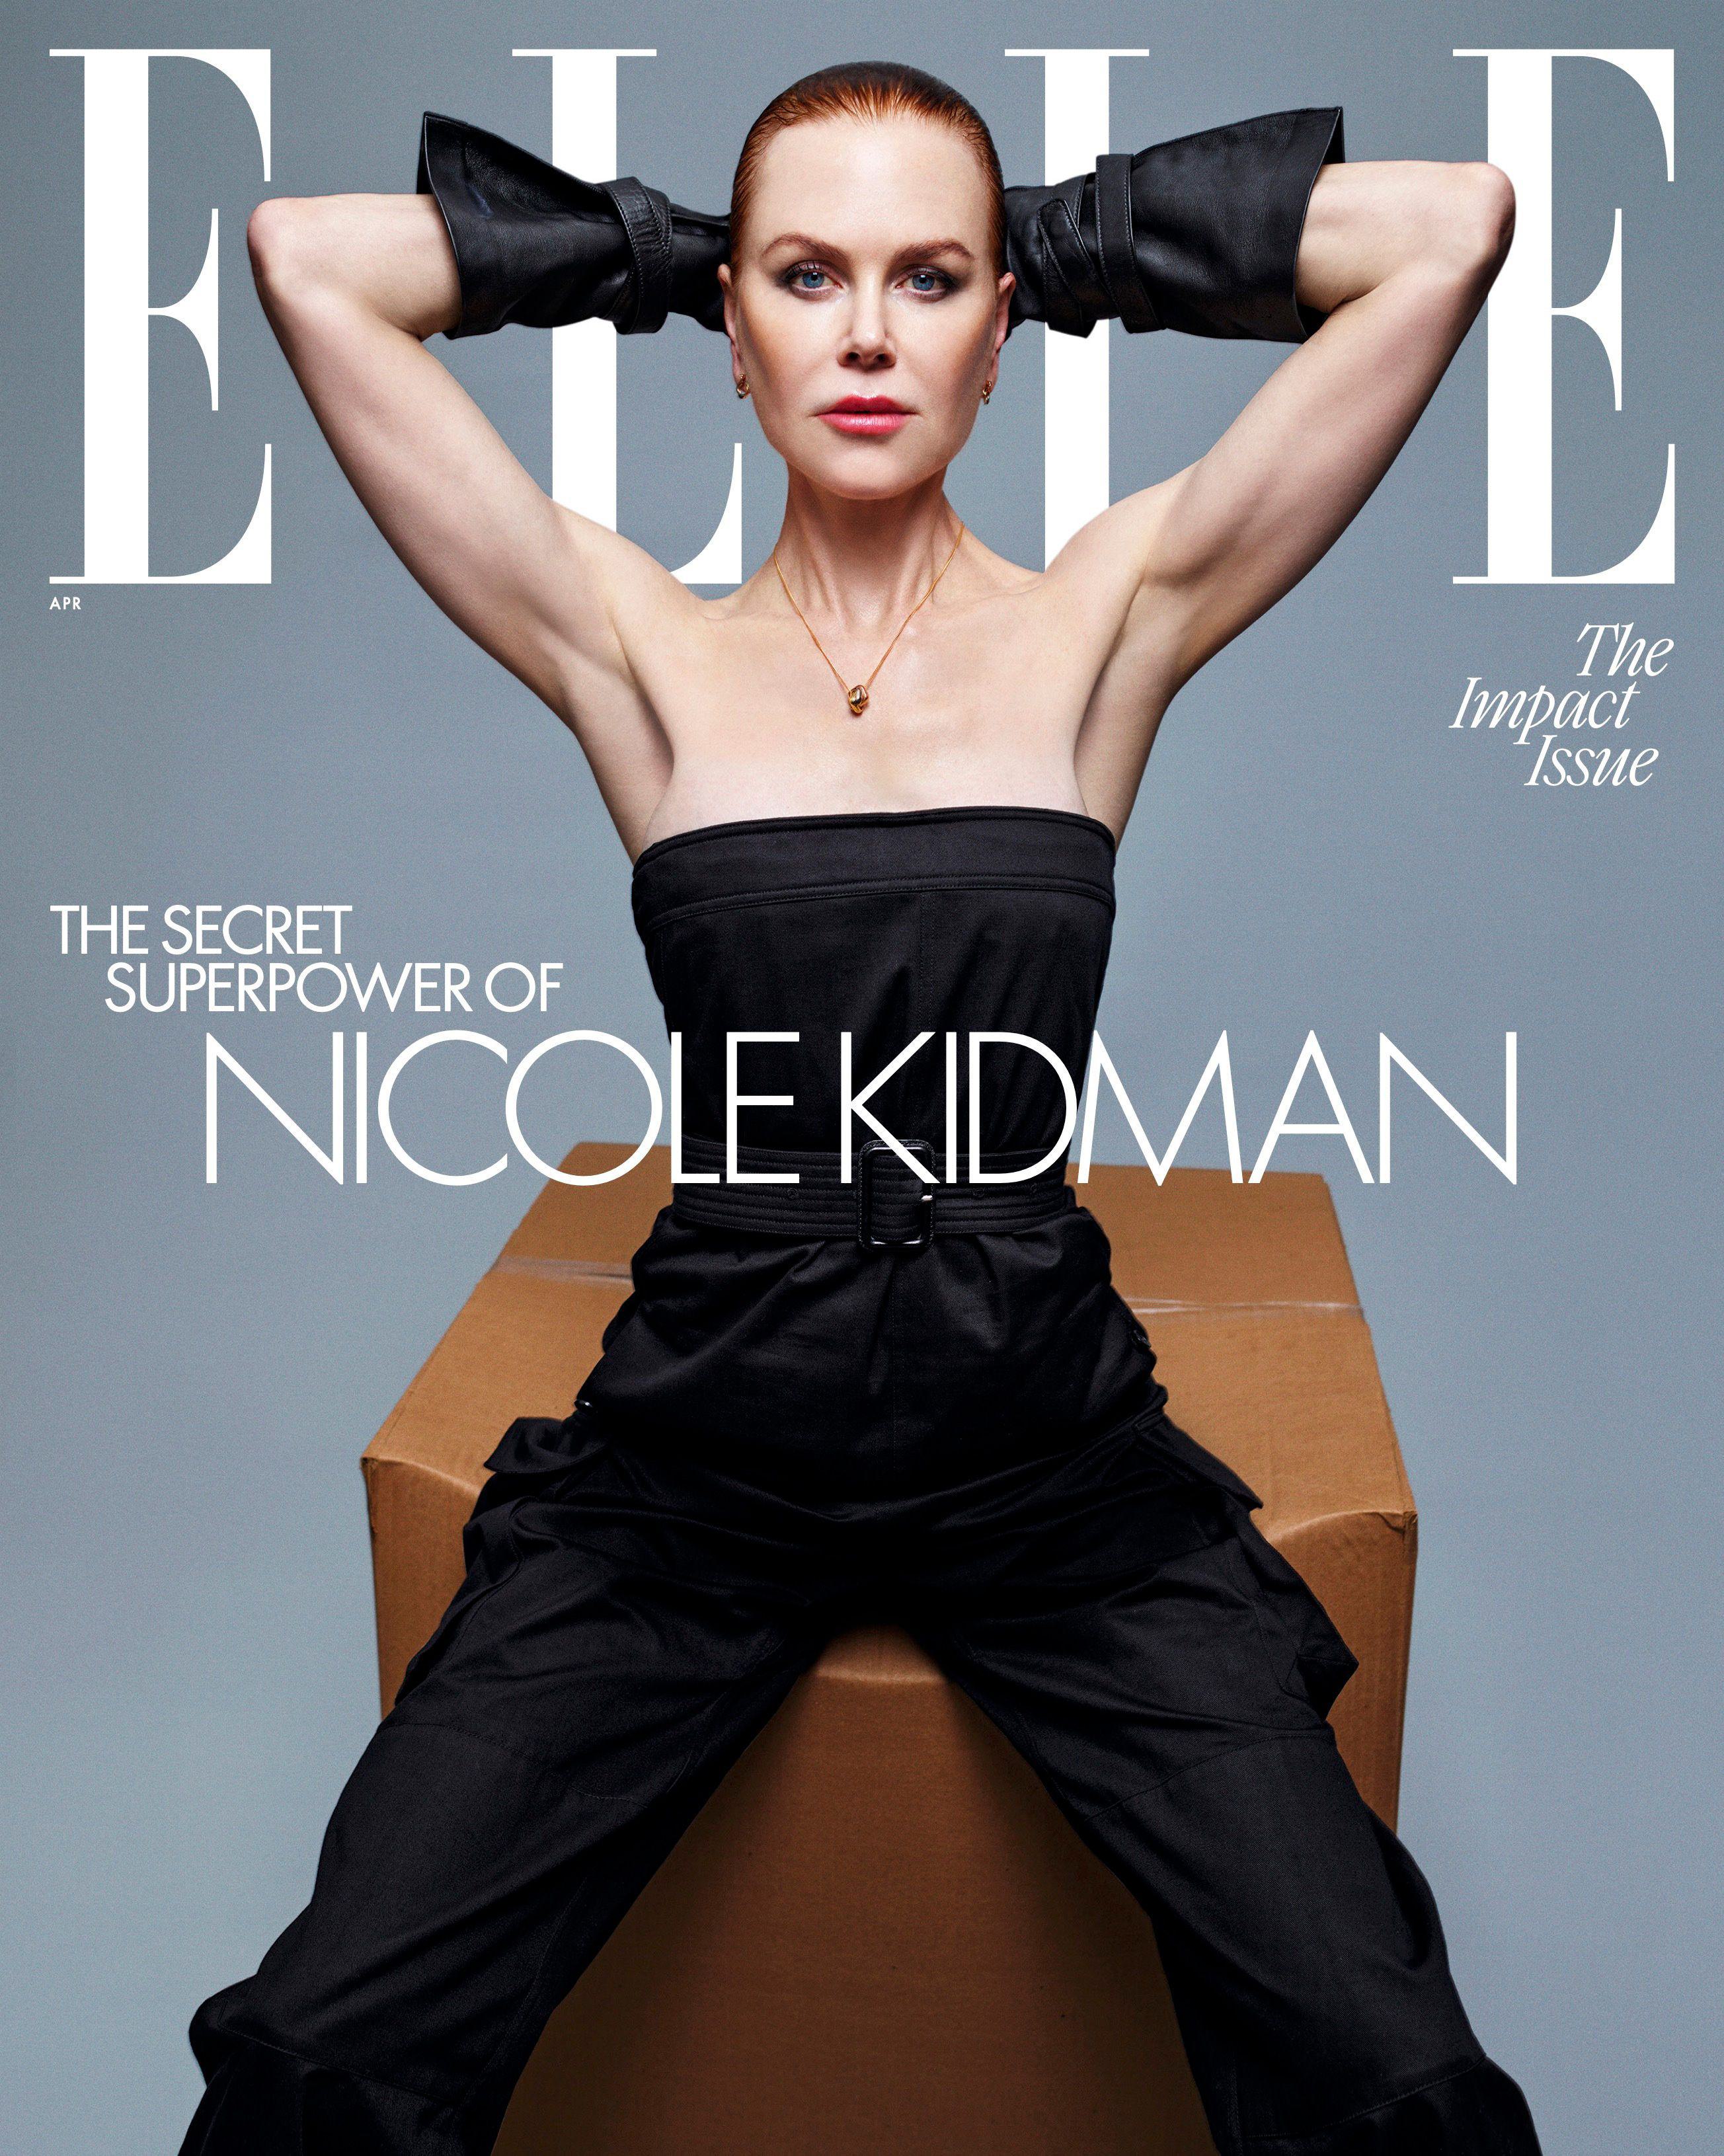 ELLE
APR
The
Impact
Issue
THE SECRET
SUPERPOWER OF
NICOLE KIDMAN